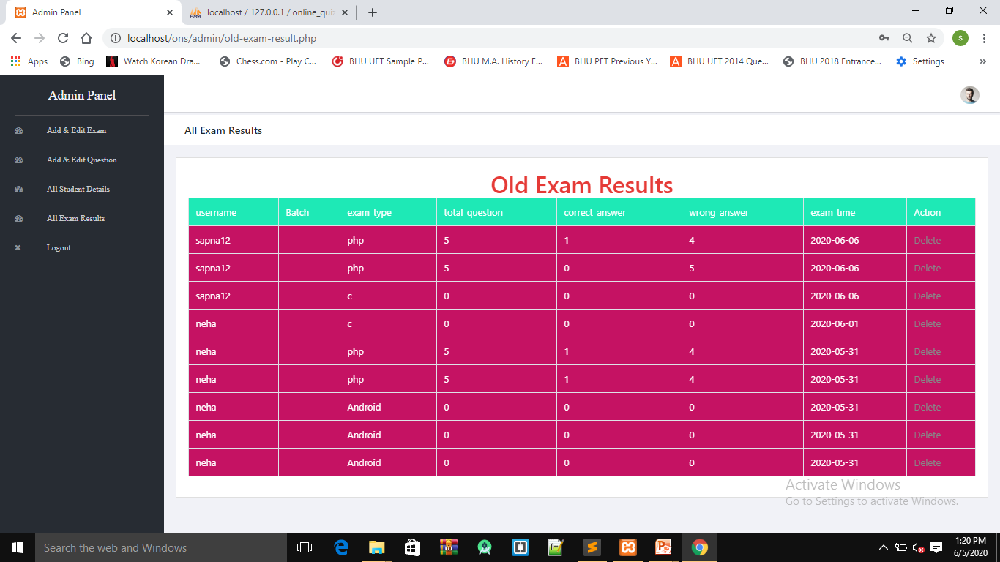 Admin Panel
localhost / 127.0.0.1 / online_quiz
localhost/ons/admin/old-exam-result.php
s
Apps Bing Watch Korean Dra... Chess.com - Play C... BHU UET Sample P... BHU M.A. History E... BHU PET Previous Y... BHU UET 2014 Que... BHU 2018 Entrance... Settings »
Admin Panel
Add & Edit Exam
Add & Edit Question
All Student Details
All Exam Results
Logout
All Exam Results
Old Exam Results
username Batch exam_type total_question correct_answer wrong_answer exam_time Action
sapna12 php 5 1 4 2020-06-06 Delete
sapna12 php 5 0 5 2020-06-06 Delete
sapna12 c 0 0 0 2020-06-06 Delete
neha c 0 0 0 2020-06-01 Delete
neha php 5 1 4 2020-05-31 Delete
neha php 5 1 4 2020-05-31 Delete
neha Android 0 0 0 2020-05-31 Delete
neha Android 0 0 0 2020-05-31 Delete
neha Android 0 0 0 2020-05-31 Delete
Activate Windows
Go to Settings to activate Windows.
Search the web and Windows
1:20 PM
6/5/2020